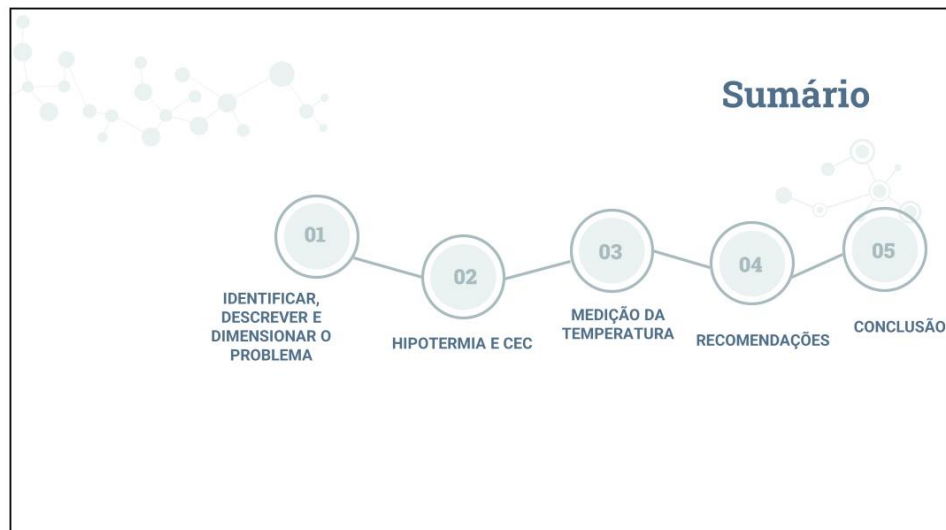 Sumário
01
IDENTIFICAR,
DESCREVER E
DIMENSIONAR O
PROBLEMA
02
HIPOTERMIA E CEC
03
MEDIÇÃO DA
TEMPERATURA
04
RECOMENDAÇÕES
05
CONCLUSÃO